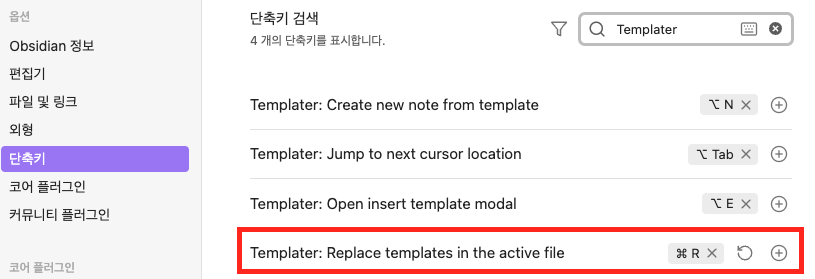 옵션
Obsidian 정보
편집기
파일 및 링크
외형
단축키
코어 플러그인
커뮤니티 플러그인
코어 플러그인
단축키 검색
4 개의 단축키를 표시합니다.
Templater
Templater: Create new note from template
⌥ N
Templater: Jump to next cursor location
⌥ Tab
Templater: Open insert template modal
⌥ E
Templater: Replace templates in the active file
⌘ R